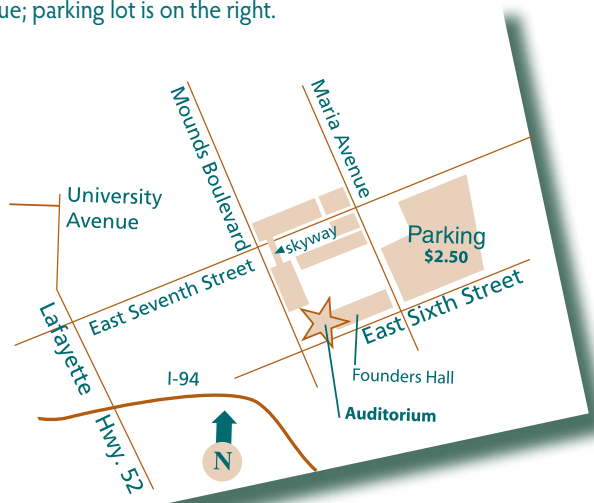 ue; parking lot is on the right.
Mounds Boulevard
Maria Avenue
University
Avenue
skyway
Parking
$2.50
East Seventh Street
East Sixth Street
Lafayette
Hwy. 52
I-94
Founders Hall
Auditorium
N